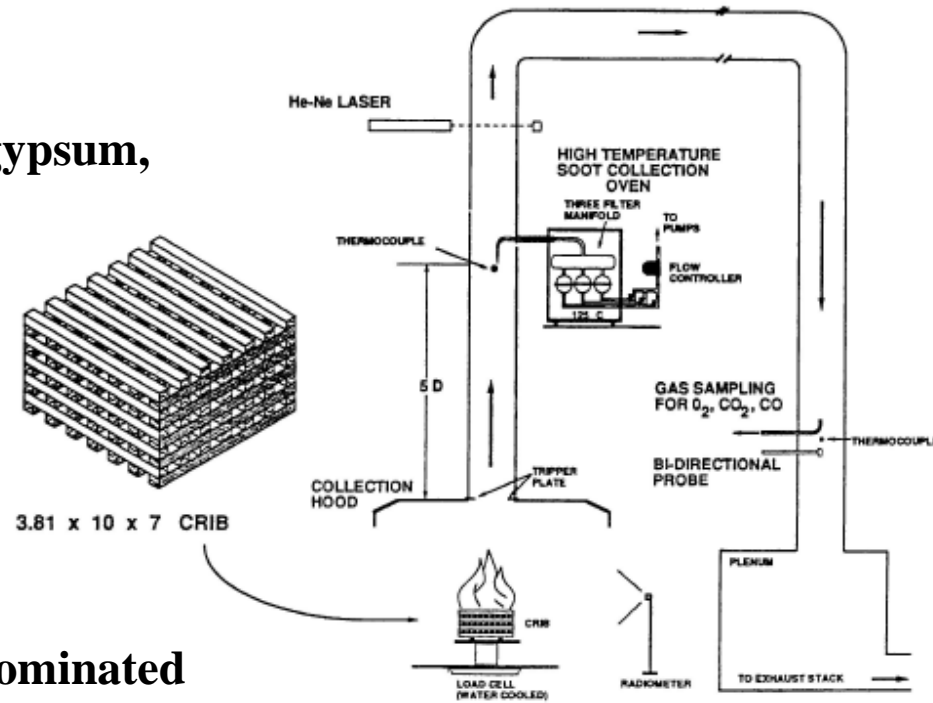 gypsum,
He-Ne LASER
HIGH TEMPERATURE
SOOT COLLECTION
OVEN
THREE FILTER
MANIFOLD
TO
PUMPS
THERMOCOUPLE
FLOW
CONTROLLER
125 C
5 D
GAS SAMPLING
FOR O2, CO2, CO
THERMOCOUPLE
BI-DIRECTIONAL
PROBE
COLLECTION
HOOD
TRIPPER
PLATE
3.81 x 10 x 7 CRIB
PLENUM
CRIB
ominated
LOAD CELL
(WATER COOLED)
RADIOMETER
TO EXHAUST STACK